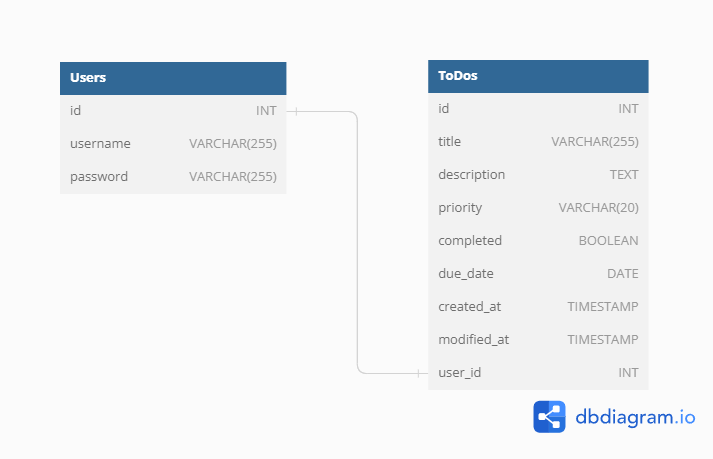 Users
id INT
username VARCHAR(255)
password VARCHAR(255)
ToDos
id INT
title VARCHAR(255)
description TEXT
priority VARCHAR(20)
completed BOOLEAN
due_date DATE
created_at TIMESTAMP
modified_at TIMESTAMP
user_id INT
dbdiagram.io